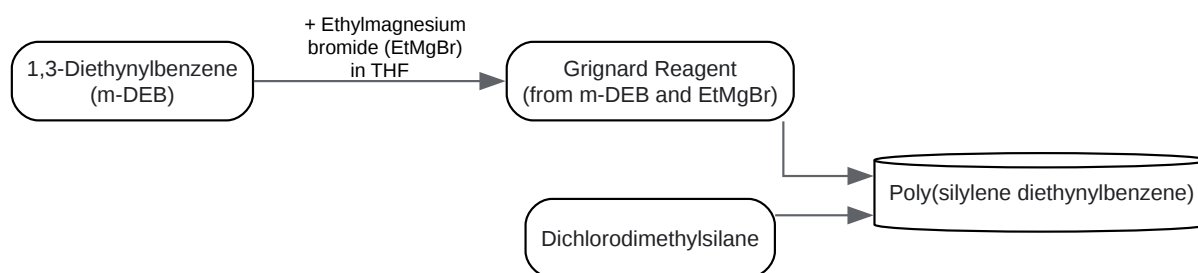 + Ethylmagnesium
bromide (EtMgBr)
in THF
1,3-Diethynylbenzene
(m-DEB)
Grignard Reagent
(from m-DEB and EtMgBr)
Poly(silylene diethynylbenzene)
Dichlorodimethylsilane